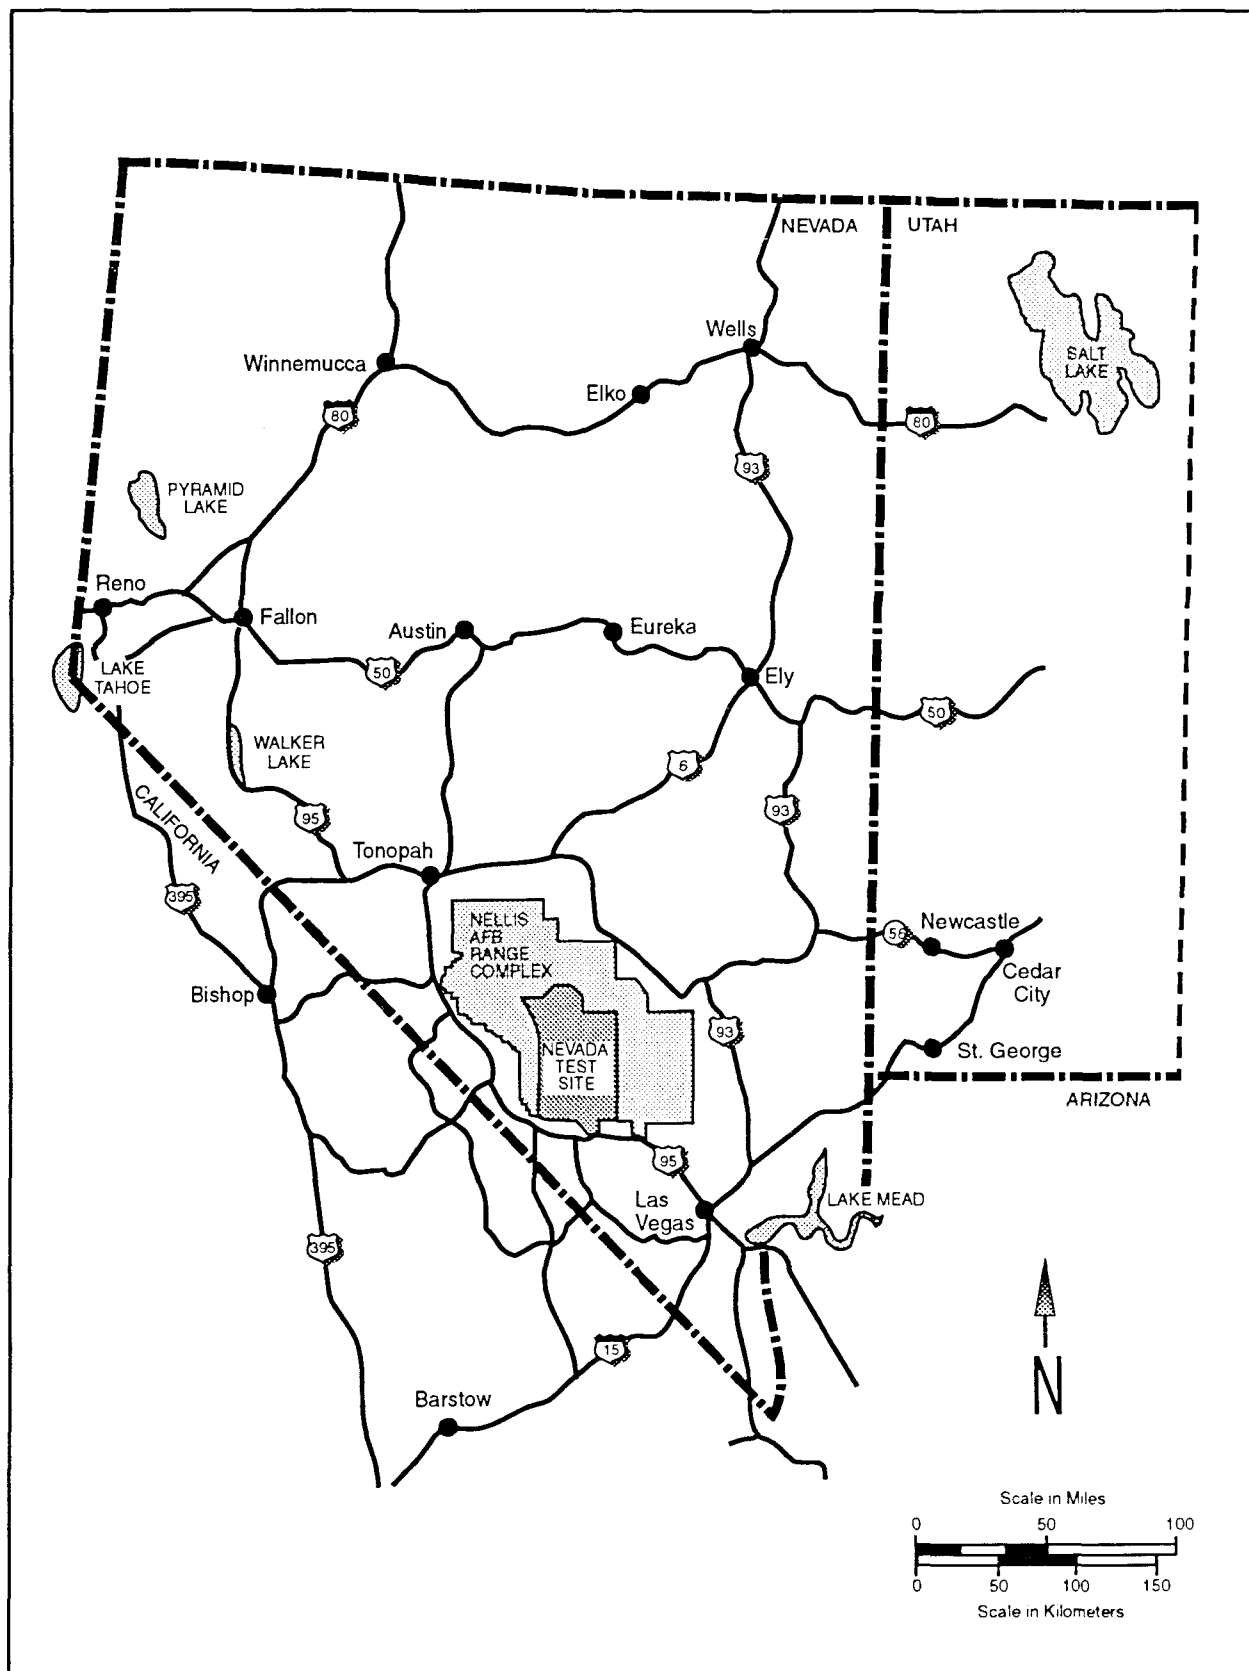 NEVADA
UTAH
Wells
SALT
LAKE
Winnemucca
Elko
80
80
93
PYRAMID
LAKE
Reno
Fallon
Austin
Eureka
LAKE
TAHOE
50
Ely
50
WALKER
LAKE
6
93
95
CALIFORNIA
Tonopah
395
NELLIS
AFB
RANGE
COMPLEX
56
Newcastle
Cedar
City
Bishop
93
NEVADA
TEST
SITE
St. George
ARIZONA
95
Las
Vegas
LAKE MEAD
395
15
Barstow
N
Scale in Miles
0 50 100
0 50 100 150
Scale in Kilometers